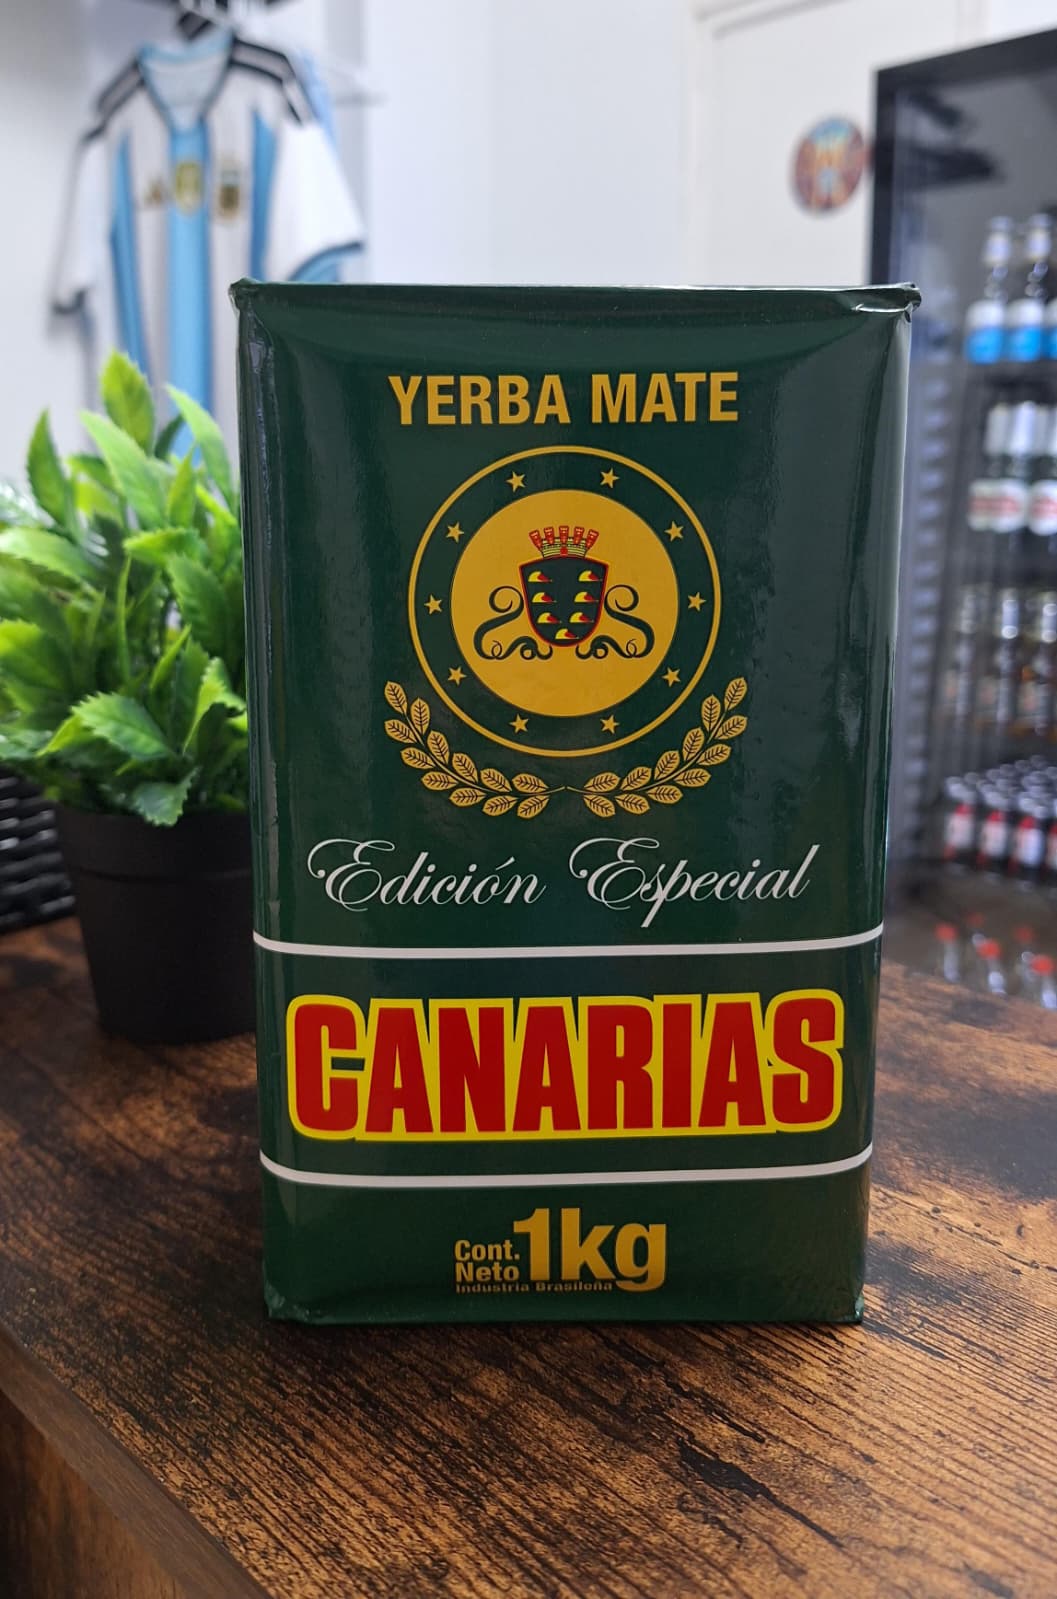 YERBA MATE
Edición Especial
CANARIAS
Cont.
Neto 1kg
Industria Brasileña